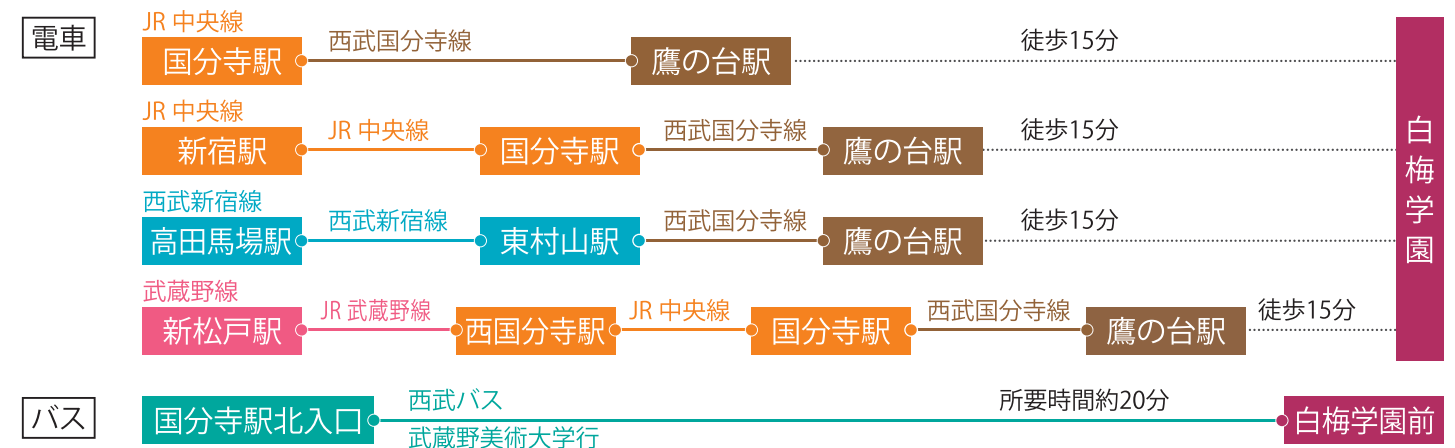 電車
JR 中央線
国分寺駅
西武国分寺線
鷹の台駅
徒歩15分
JR 中央線
新宿駅
JR 中央線
国分寺駅
西武国分寺線
鷹の台駅
徒歩15分
西武新宿線
高田馬場駅
西武新宿線
東村山駅
西武国分寺線
鷹の台駅
徒歩15分
武蔵野線
新松戸駅
JR 武蔵野線
西国分寺駅
JR 中央線
国分寺駅
西武国分寺線
鷹の台駅
徒歩15分
白梅学園
バス
国分寺駅北入口
西武バス
武蔵野美術大学行
所要時間約20分
白梅学園前